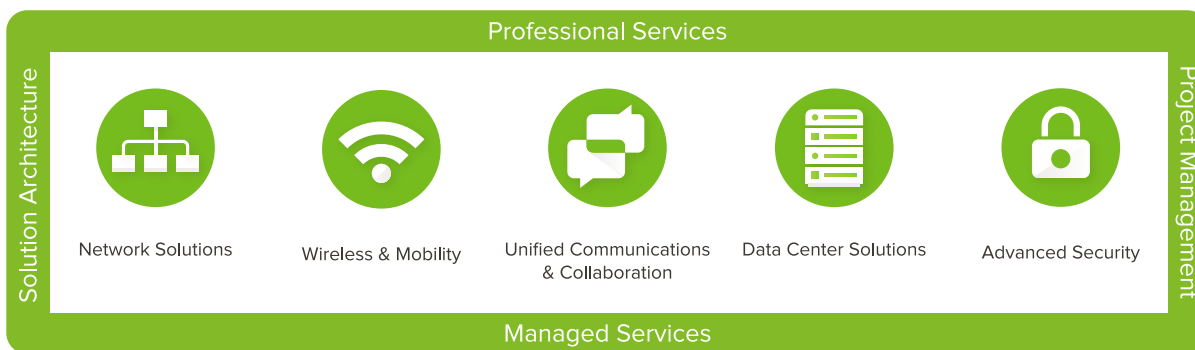 Professional Services
Solution Architecture
Project Management
Network Solutions
Wireless & Mobility
Unified Communications
& Collaboration
Data Center Solutions
Advanced Security
Managed Services